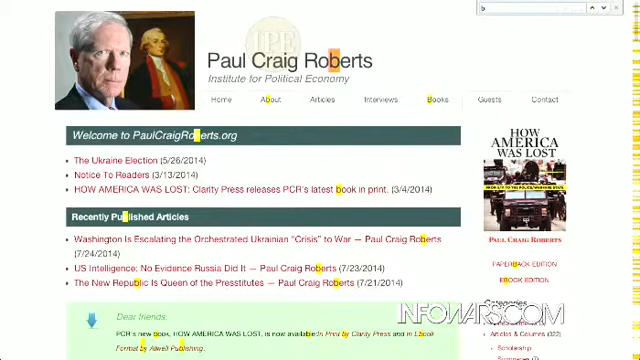 b
IPE
Paul Craig Roberts
Institute for Political Economy
Home About Articles Interviews Books Guests Contact
Welcome to PaulCraigRoberts.org
The Ukraine Election (5/26/2014)
Notice To Readers (3/13/2014)
HOW AMERICA WAS LOST: Clarity Press releases PCR's latest book in print. (3/4/2014)
Recently Published Articles
Washington Is Escalating the Orchestrated Ukrainian “Crisis” to War — Paul Craig Roberts
(7/24/2014)
US Intelligence: No Evidence Russia Did It — Paul Craig Roberts (7/23/2014)
The New Republic Is Queen of the Presstitutes — Paul Craig Roberts (7/21/2014)
Dear friends:
PCR's new book, HOW AMERICA WAS LOST, is now available:In Print by Clarity Press and in Ebook
Format by Atwell Publishing.
HOW
AMERICA
WAS LOST
PAUL CRAIG ROBERTS
PAPERBACK EDITION
EBOOK EDITION
INFOWARS.COM
Categories
Articles & Columns (322)
Scholarship